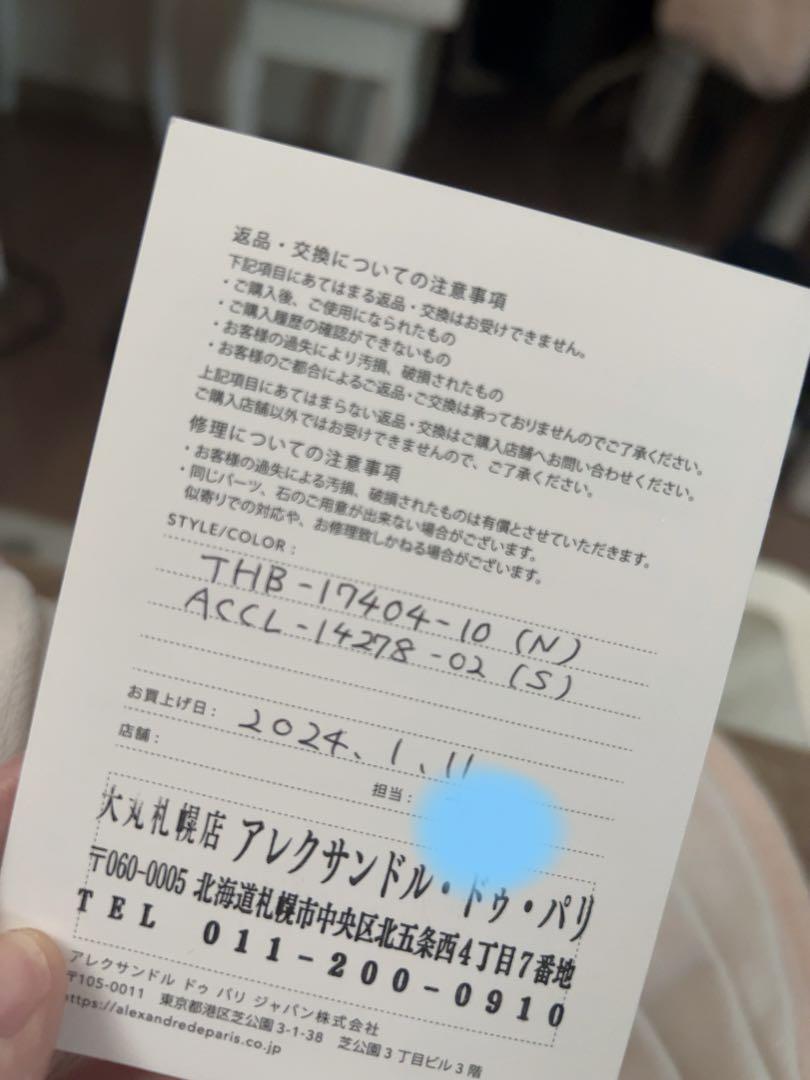 返品・交換についての注意事項
下記項目にあてはまる返品・交換はお受けできません。
・ご購入後、ご使用になられたもの
・ご購入履歴の確認ができないもの
・お客様の過失により汚損、破損されたもの
・お客様のご都合によるご返品・ご交換は承っておりませんのでご了承ください。
上記項目にあてはまらない返品・交換はご購入店舗へお問い合わせください。
ご購入店舗以外ではお受けできませんので、ご了承ください。
修理についての注意事項
・お客様の過失による汚損、破損されたものは有償とさせていただきます。
・同じパーツ、石のご用意が出来ない場合がございます。
似寄りでの対応や、お修理致しかねる場合がございます。
STYLE/COLOR :
THB-17404-10 (N)
ACCL-14278-02 (S)
お買上げ日: 2024、1、11
店舗: 担当:
大丸札幌店 アレクサンドル・ドゥ・パリ
〒060-0005 北海道札幌市中央区北五条西4丁目7番地
TEL 011-200-0910
アレクサンドル ドゥ パリ ジャパン株式会社
〒105-0011 東京都港区芝公園3-1-38 芝公園3丁目ビル3階
https://alexandredeparis.co.jp